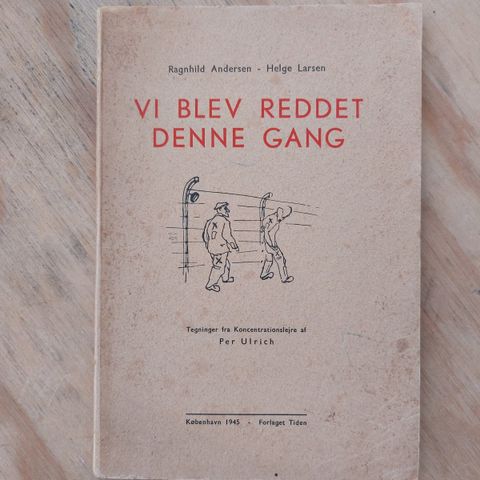 Ragnhild Andersen - Helge Larsen
VI BLEV REDDET
DENNE GANG
Tegninger fra Koncentrationslejre af
Per Ulrich
København 1945 - Forlaget Tiden